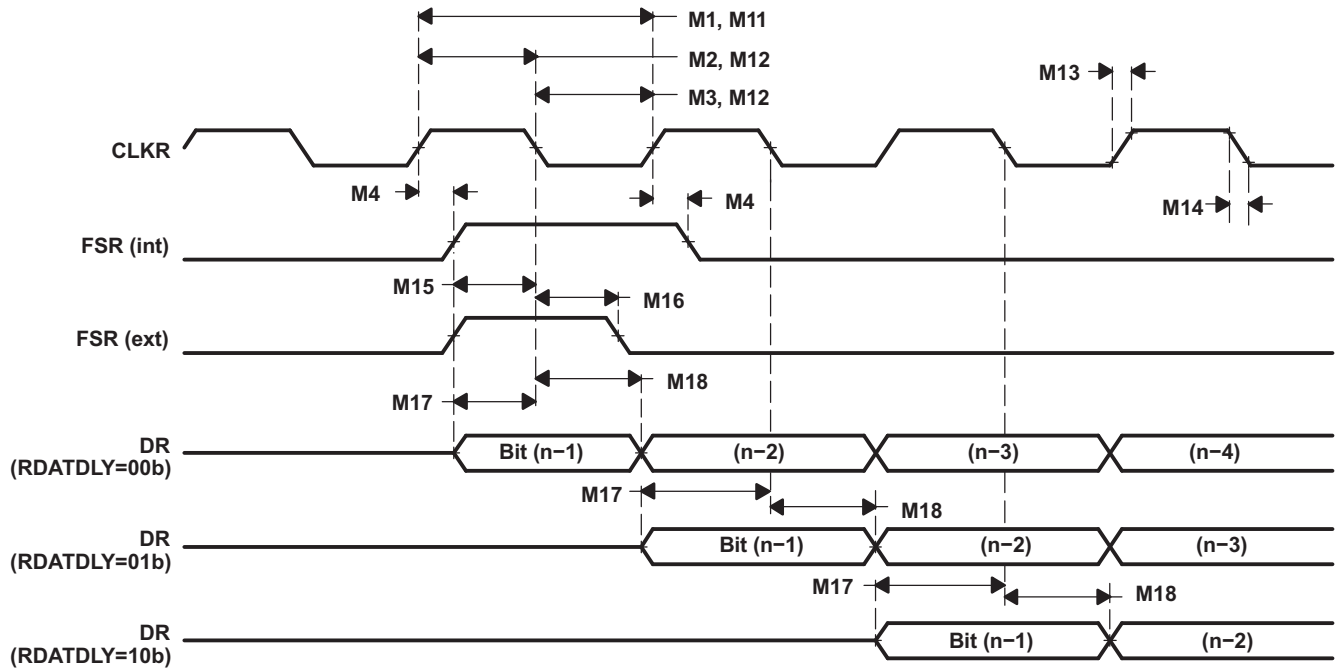 M1, M11
M2, M12
M13
M3, M12
CLKR
M4
M4
M14
FSR (int)
M15
M16
FSR (ext)
M18
M17
DR
(RDATDLY=00b)
Bit (n−1)
(n−2)
(n−3)
(n−4)
M17
M18
DR
(RDATDLY=01b)
Bit (n−1)
(n−2)
(n−3)
M17
M18
DR
(RDATDLY=10b)
Bit (n−1)
(n−2)